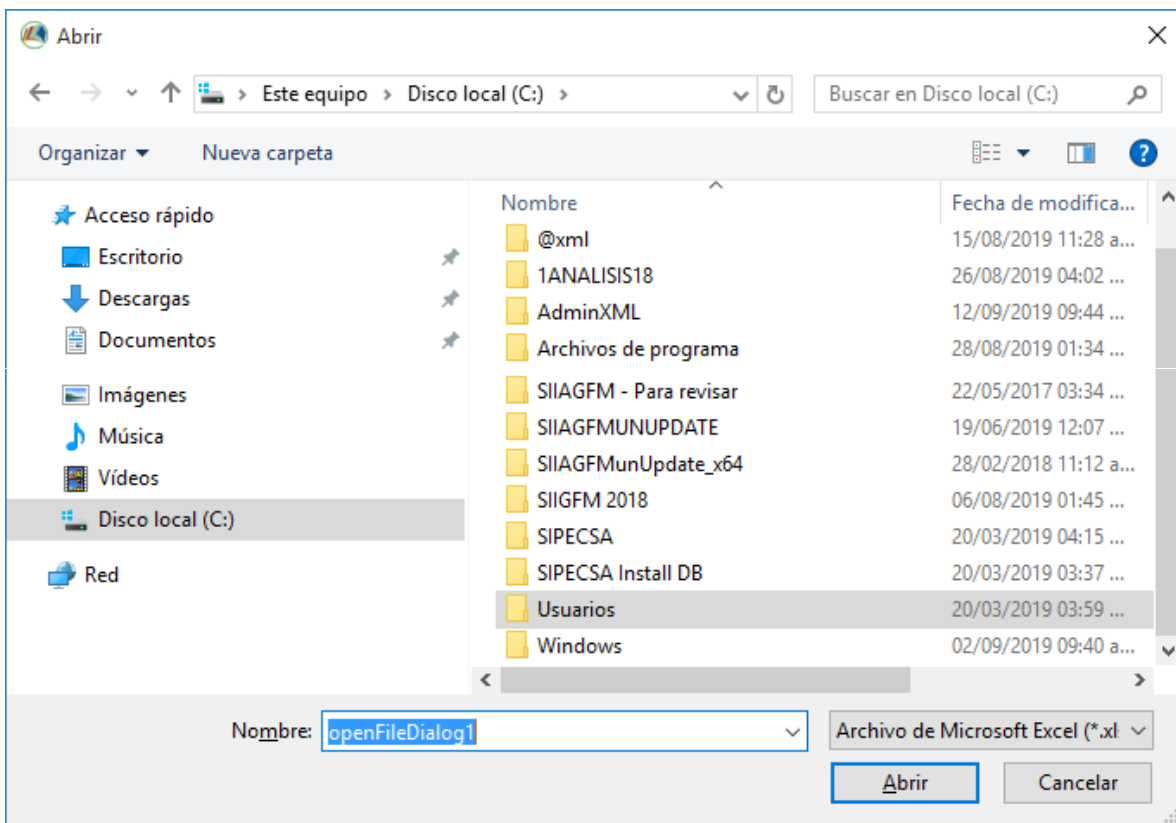 Abrir
Este equipo > Disco local (C:) >
Buscar en Disco local (C:)
Organizar
Nueva carpeta
Acceso rápido
Escritorio
Descargas
Documentos
Imágenes
Música
Vídeos
Disco local (C:)
Red
Nombre Fecha de modifica...
@xml 15/08/2019 11:28 a...
1ANALISIS18 26/08/2019 04:02 ...
AdminXML 12/09/2019 09:44 ...
Archivos de programa 28/08/2019 01:34 ...
SIIAGFM - Para revisar 22/05/2017 03:34 ...
SIIAGFMUNUPDATE 19/06/2019 12:07 ...
SIIAGFMunUpdate_x64 28/02/2018 11:12 a...
SIIGFM 2018 06/08/2019 01:45 ...
SIPECSA 20/03/2019 04:15 ...
SIPECSA Install DB 20/03/2019 03:37 ...
Usuarios 20/03/2019 03:59 ...
Windows 02/09/2019 09:40 a...
Nombre: openFileDialog1
Archivo de Microsoft Excel (*.xl
Abrir
Cancelar